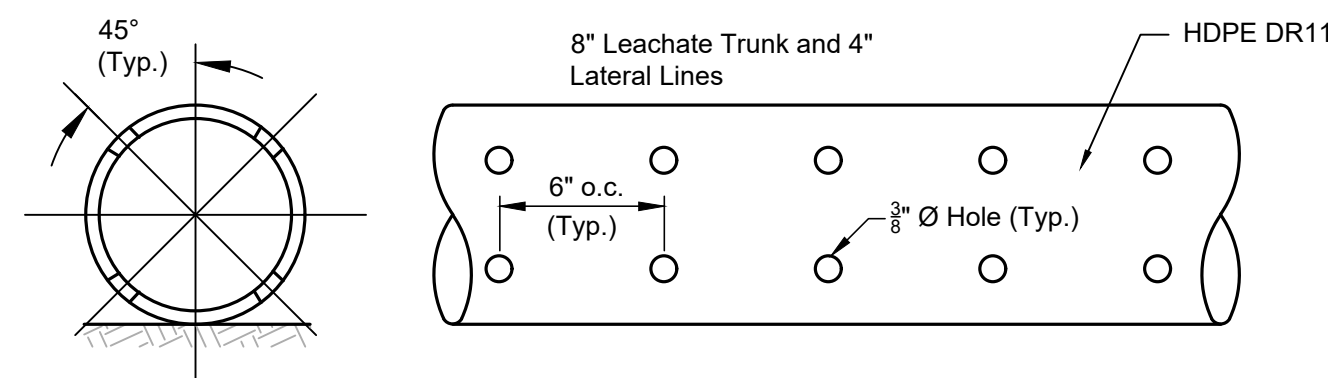 45°
(Typ.)
8" Leachate Trunk and 4"
Lateral Lines
HDPE DR11
6" o.c.
(Typ.)
3/8" Ø Hole (Typ.)